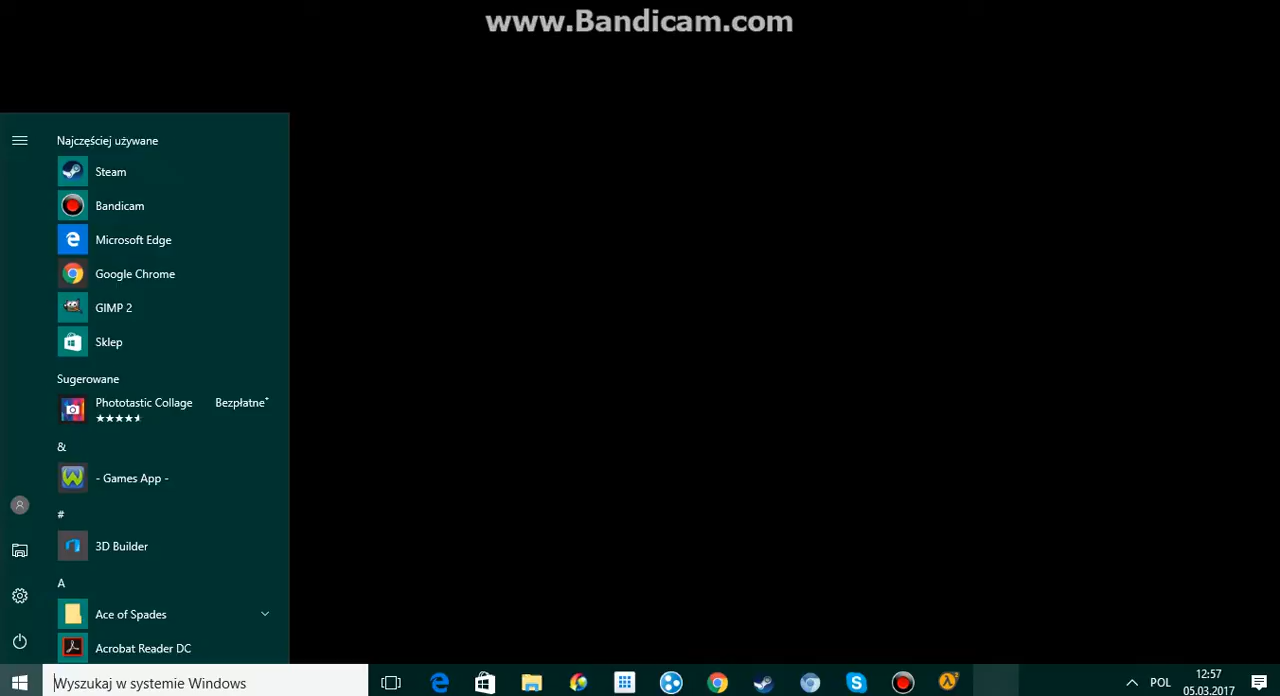 www.Bandicam.com
Najczęściej używane
Steam
Bandicam
Microsoft Edge
Google Chrome
GIMP 2
Sklep
Sugerowane
Phototastic Collage Bezpłatne*
&
- Games App -
#
3D Builder
A
Ace of Spades
Acrobat Reader DC
Wyszukaj w systemie Windows
POL
12:57
05.03.2017